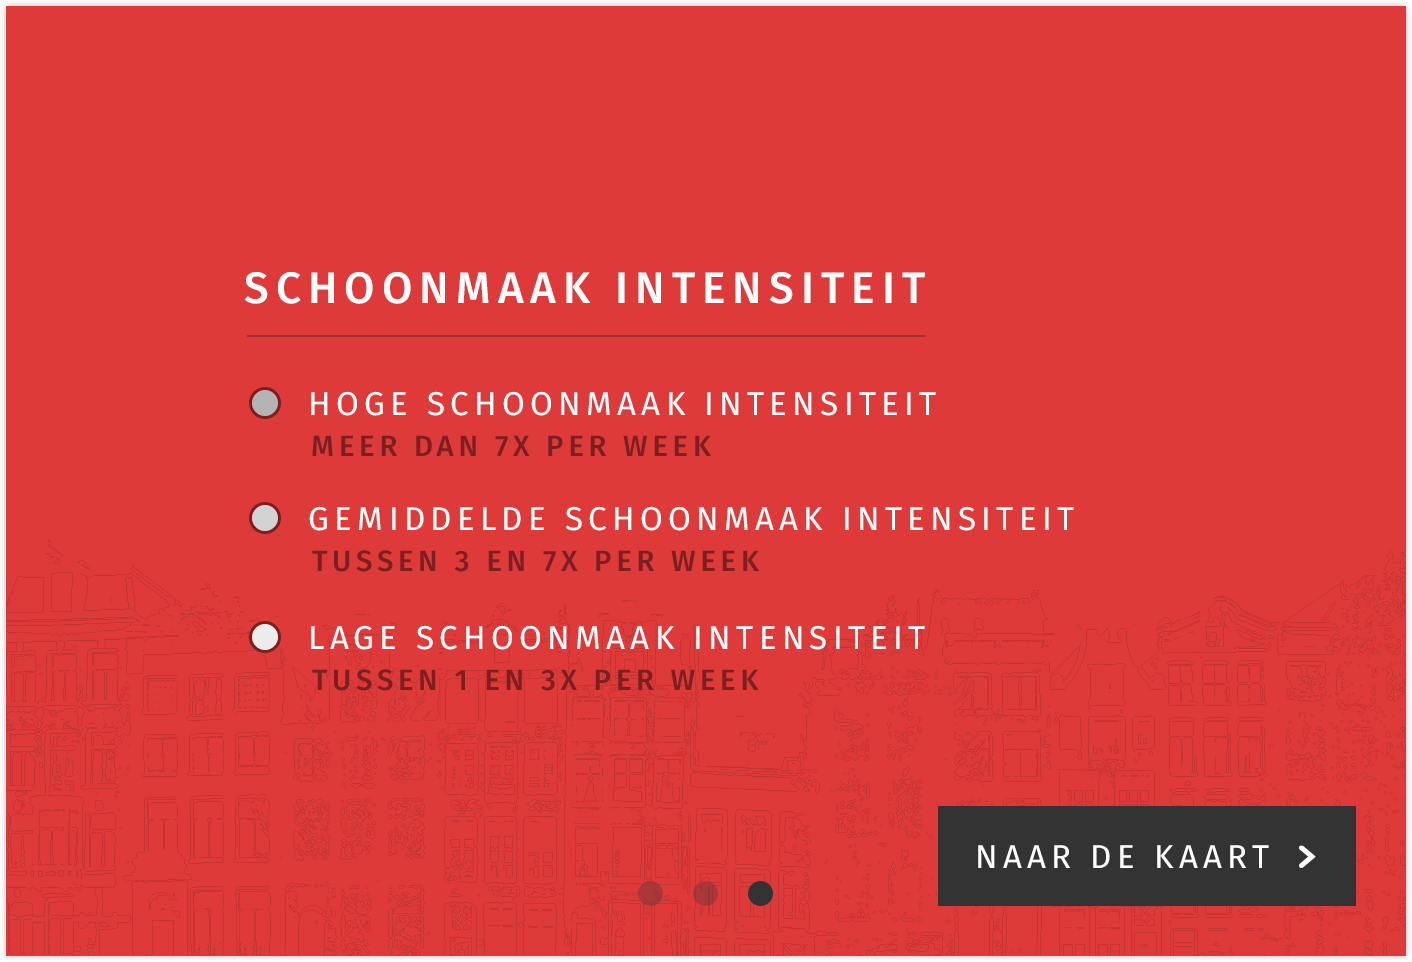 SCHOONMAAK INTENSITEIT
HOGE SCHOONMAAK INTENSITEIT
MEER DAN 7X PER WEEK
GEMIDDELDE SCHOONMAAK INTENSITEIT
TUSSEN 3 EN 7X PER WEEK
LAGE SCHOONMAAK INTENSITEIT
TUSSEN 1 EN 3X PER WEEK
NAAR DE KAART